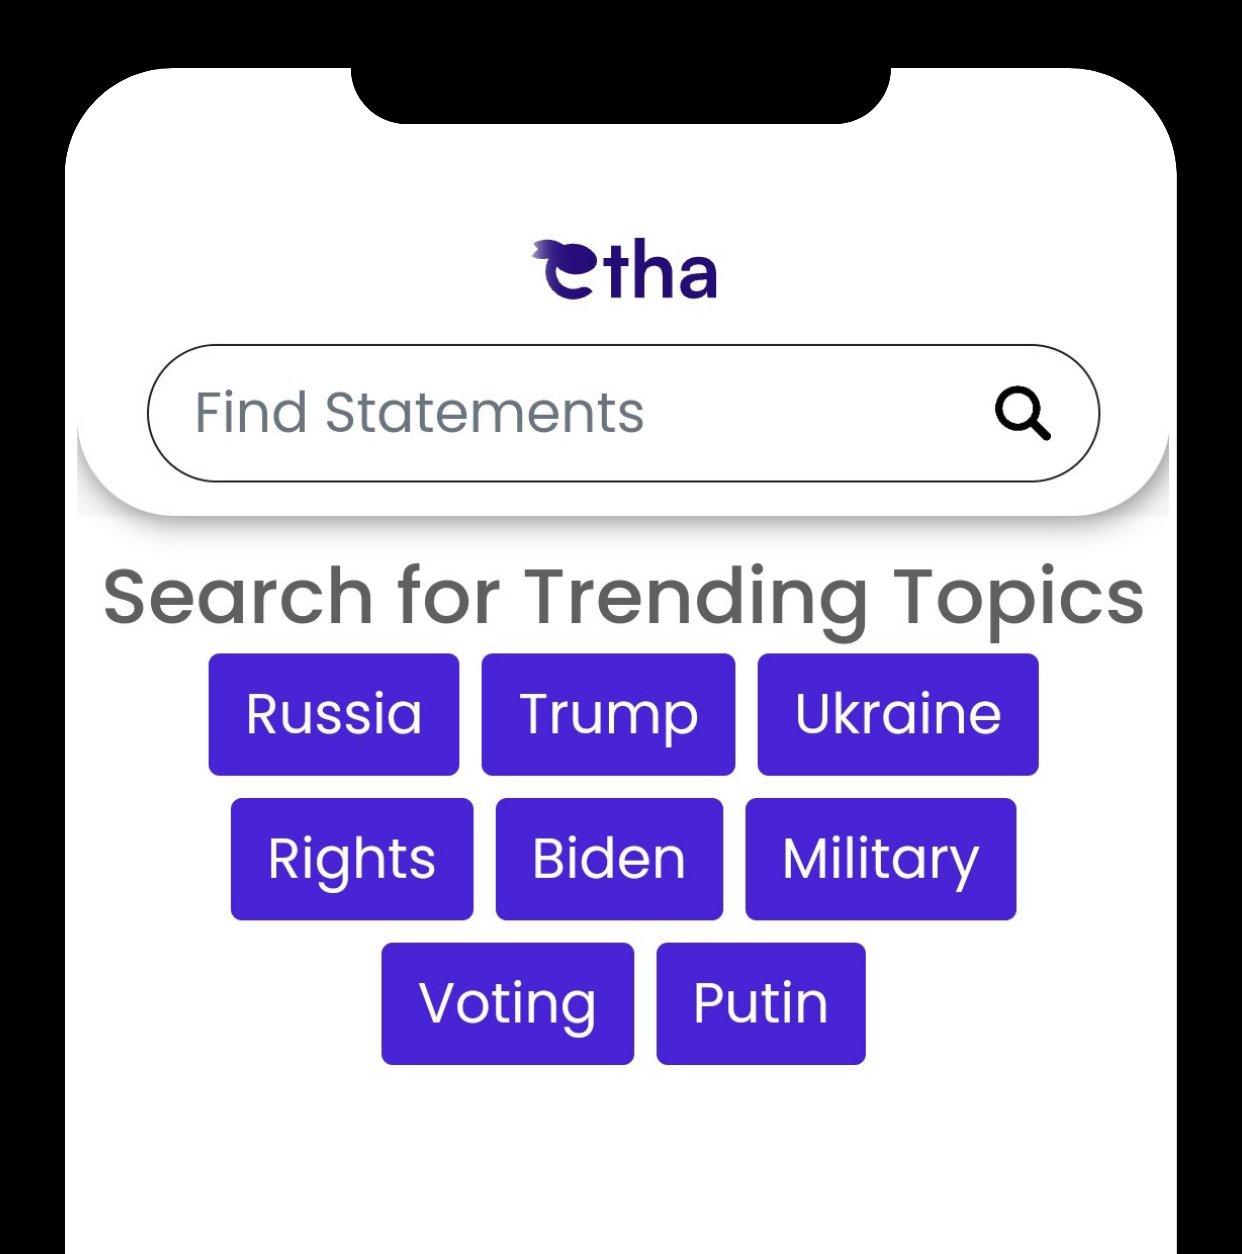 etha
Find Statements
Search for Trending Topics
Russia Trump Ukraine
Rights Biden Military
Voting Putin